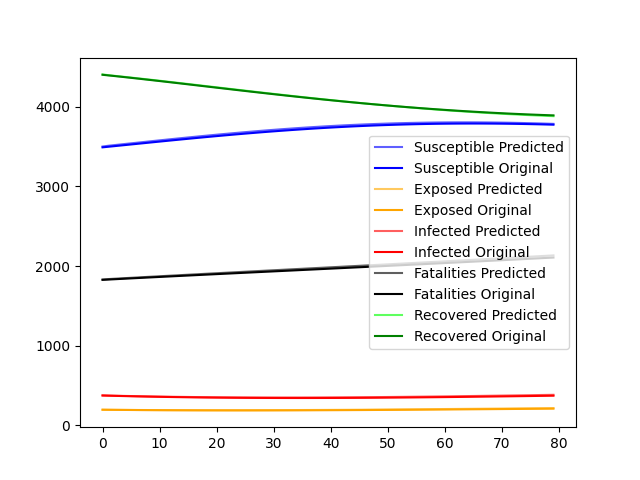 4000
3000
2000
1000
0
0 10 20 30 40 50 60 70 80
Susceptible Predicted
Susceptible Original
Exposed Predicted
Exposed Original
Infected Predicted
Infected Original
Fatalities Predicted
Fatalities Original
Recovered Predicted
Recovered Original